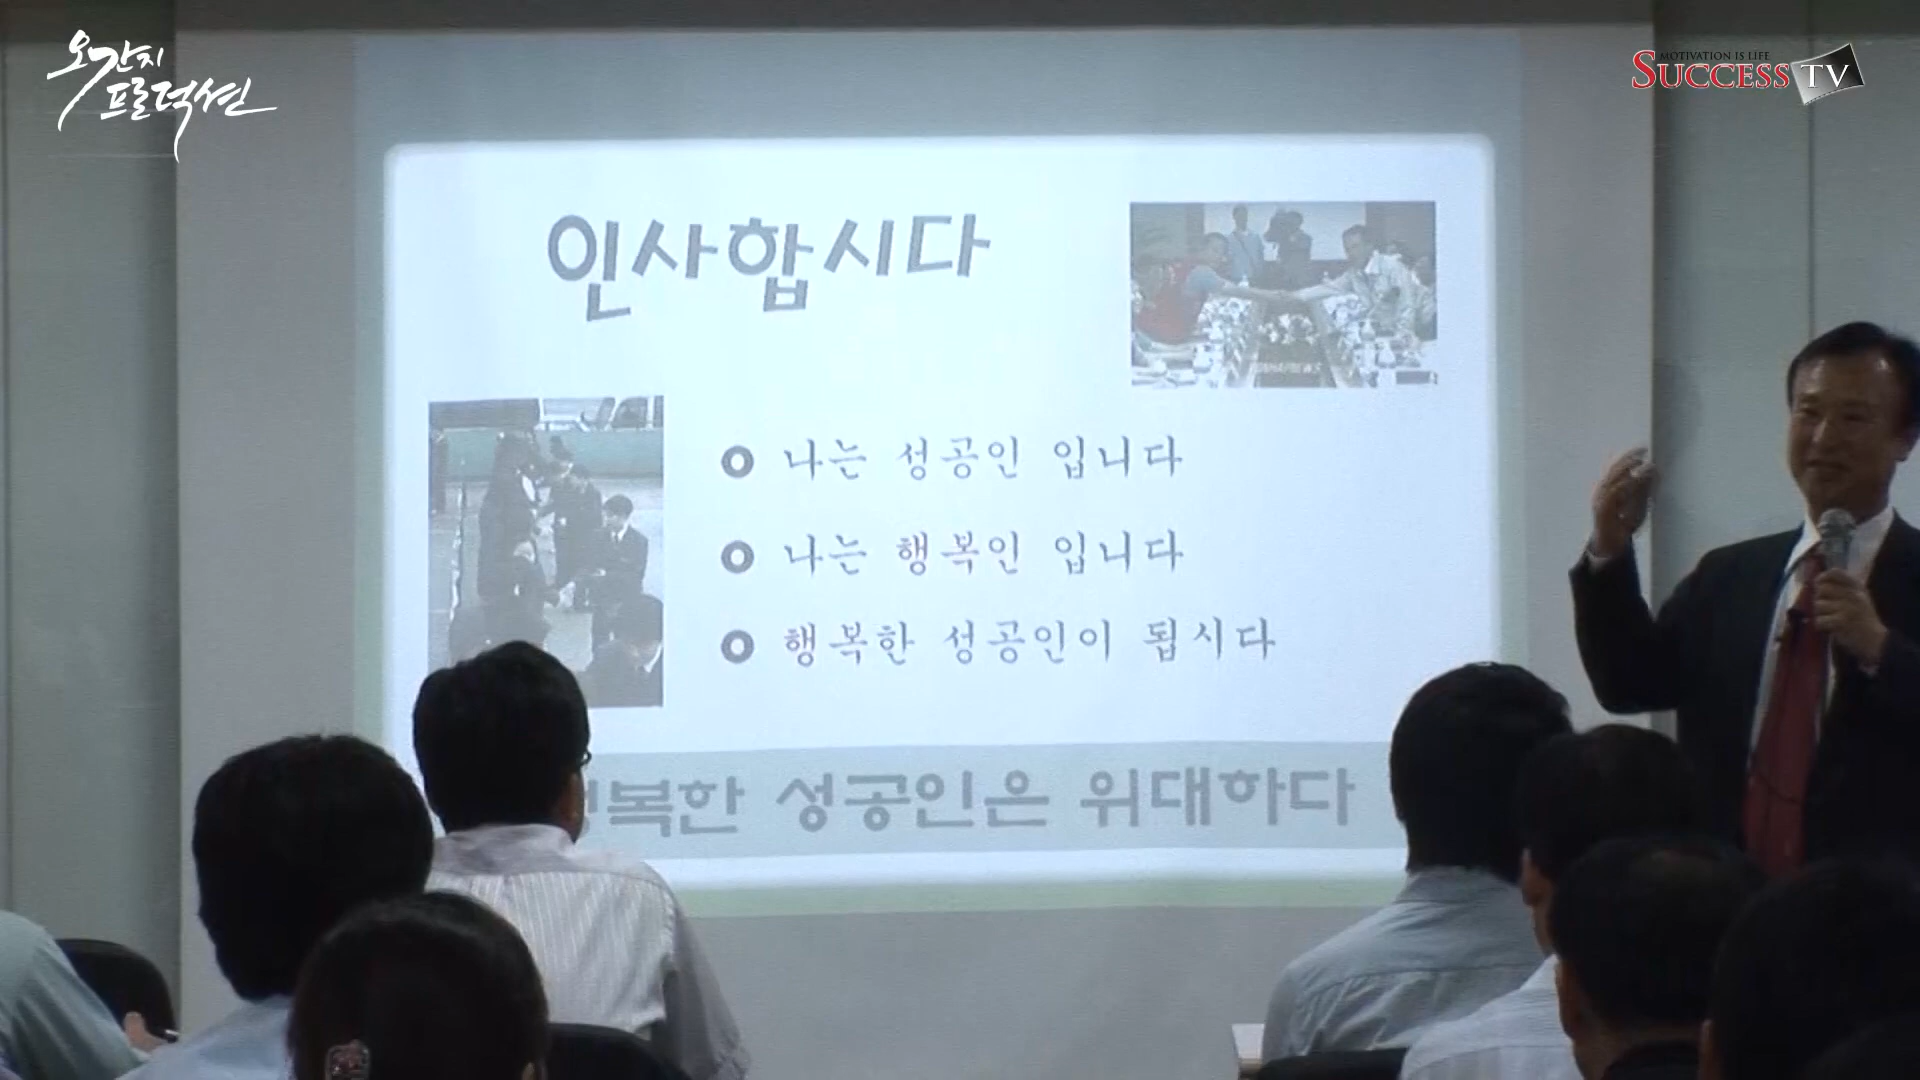 오간지
프로덕션
MOTIVATION IS LIFE
SUCCESS TV
인사합시다
나는 성공인 입니다
나는 행복인 입니다
행복한 성공인이 됩시다
복한 성공인은 위대하다